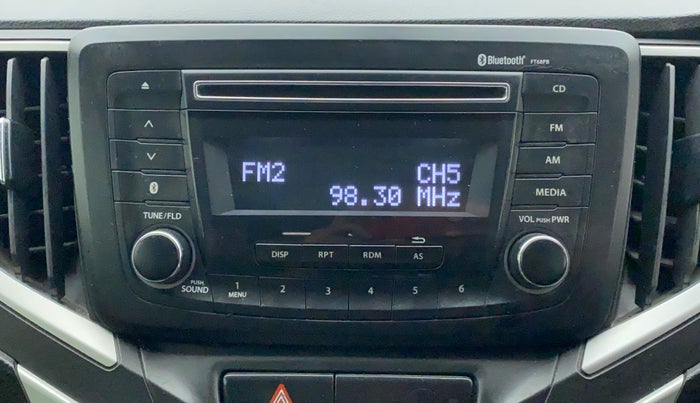 Bluetooth® FT68PB
CD
FM
AM
MEDIA
FM2 CH5
98.30 MHz
TUNE/FLD
VOL PUSH PWR
DISP RPT RDM AS
PUSH SOUND
1 MENU 2 3 4 5 6